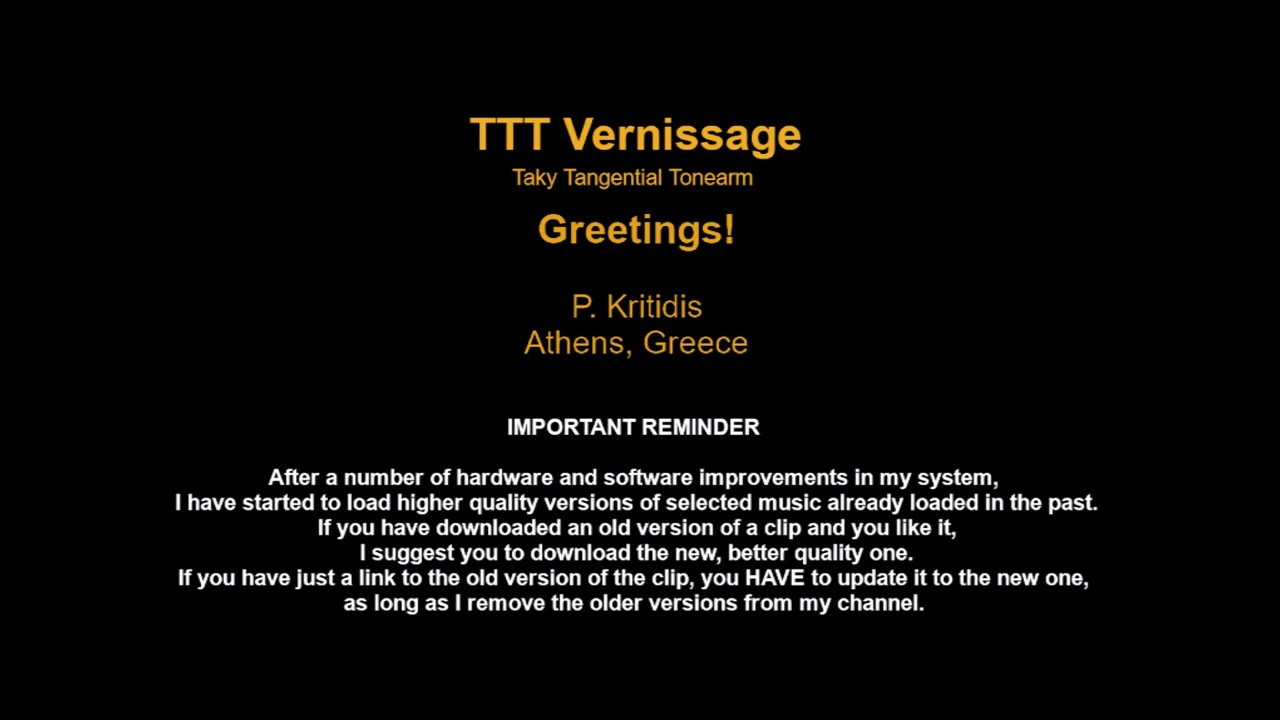 TTT Vernissage
Taky Tangential Tonearm
Greetings!
P. Kritidis
Athens, Greece
IMPORTANT REMINDER
After a number of hardware and software improvements in my system,
I have started to load higher quality versions of selected music already loaded in the past.
If you have downloaded an old version of a clip and you like it,
I suggest you to download the new, better quality one.
If you have just a link to the old version of the clip, you HAVE to update it to the new one,
as long as I remove the older versions from my channel.